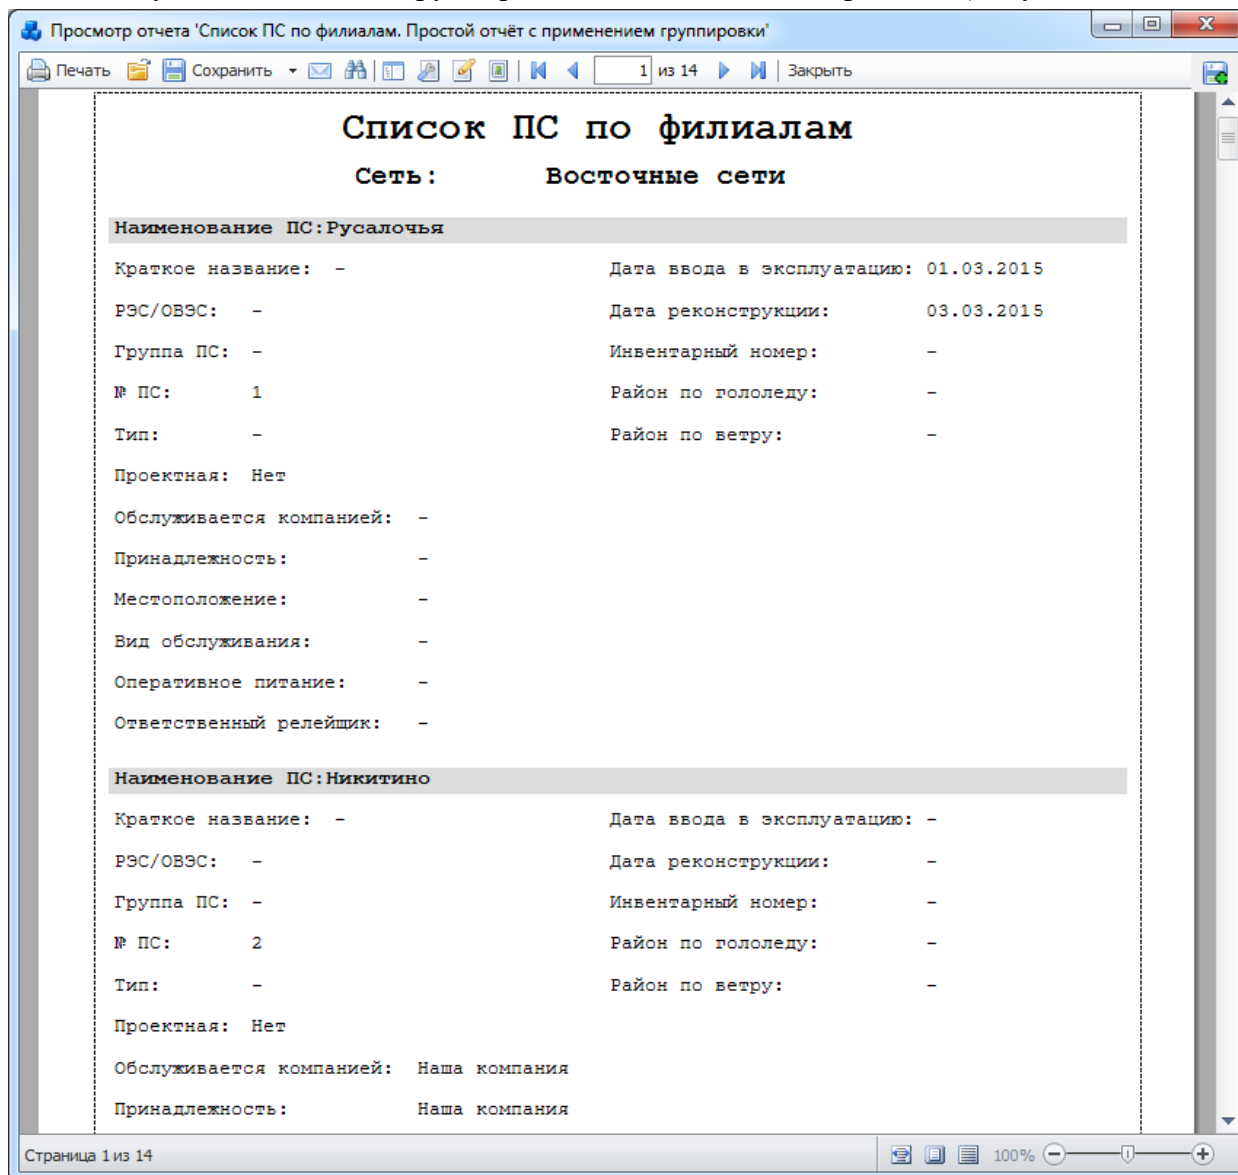 Просмотр отчета 'Список ПС по филиалам. Простой отчёт с применением группировки'
Печать Сохранить 1 из 14 Закрыть
Список ПС по филиалам
Сеть: Восточные сети
Наименование ПС:Русалочья
Краткое название: - Дата ввода в эксплуатацию: 01.03.2015
РЭС/ОВЭС: - Дата реконструкции: 03.03.2015
Группа ПС: - Инвентарный номер: -
№ ПС: 1 Район по гололеду: -
Тип: - Район по ветру: -
Проектная: Нет
Обслуживается компанией: -
Принадлежность: -
Местоположение: -
Вид обслуживания: -
Оперативное питание: -
Ответственный релейщик: -
Наименование ПС:Никитино
Краткое название: - Дата ввода в эксплуатацию: -
РЭС/ОВЭС: - Дата реконструкции: -
Группа ПС: - Инвентарный номер: -
№ ПС: 2 Район по гололеду: -
Тип: - Район по ветру: -
Проектная: Нет
Обслуживается компанией: Наша компания
Принадлежность: Наша компания
Страница 1 из 14 100%